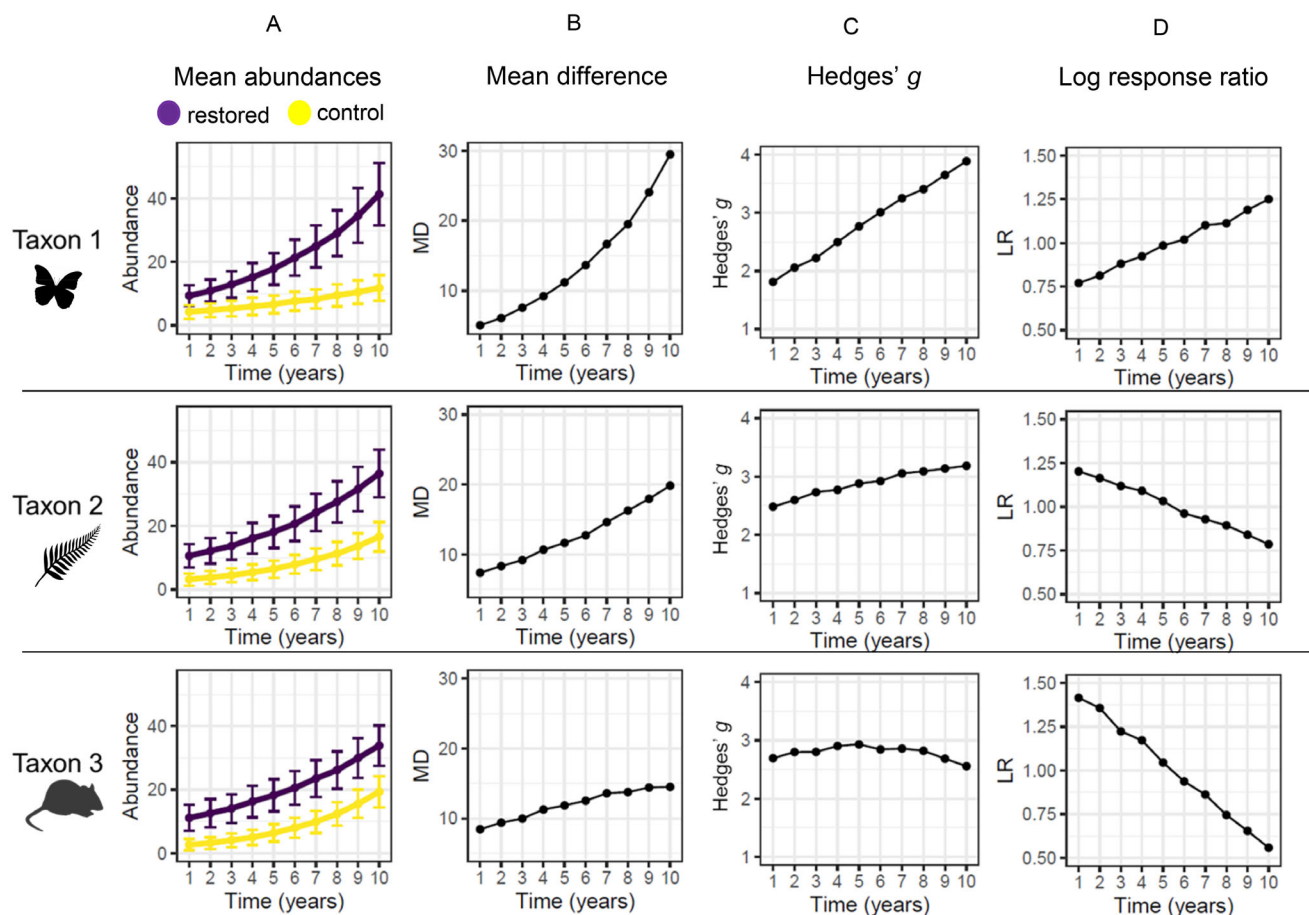 A B C D
Mean abundances Mean difference Hedges' g Log response ratio
restored control
Taxon 1
Abundance
40
20
0
1 2 3 4 5 6 7 8 9 10
Time (years)
MD
30
20
10
1 2 3 4 5 6 7 8 9 10
Time (years)
Hedges' g
4
3
2
1
1 2 3 4 5 6 7 8 9 10
Time (years)
LR
1.50
1.25
1.00
0.75
0.50
1 2 3 4 5 6 7 8 9 10
Time (years)
Taxon 2
Abundance
40
20
0
1 2 3 4 5 6 7 8 9 10
Time (years)
MD
30
20
10
1 2 3 4 5 6 7 8 9 10
Time (years)
Hedges' g
4
3
2
1
1 2 3 4 5 6 7 8 9 10
Time (years)
LR
1.50
1.25
1.00
0.75
0.50
1 2 3 4 5 6 7 8 9 10
Time (years)
Taxon 3
Abundance
40
20
0
1 2 3 4 5 6 7 8 9 10
Time (years)
MD
30
20
10
1 2 3 4 5 6 7 8 9 10
Time (years)
Hedges' g
4
3
2
1
1 2 3 4 5 6 7 8 9 10
Time (years)
LR
1.50
1.25
1.00
0.75
0.50
1 2 3 4 5 6 7 8 9 10
Time (years)